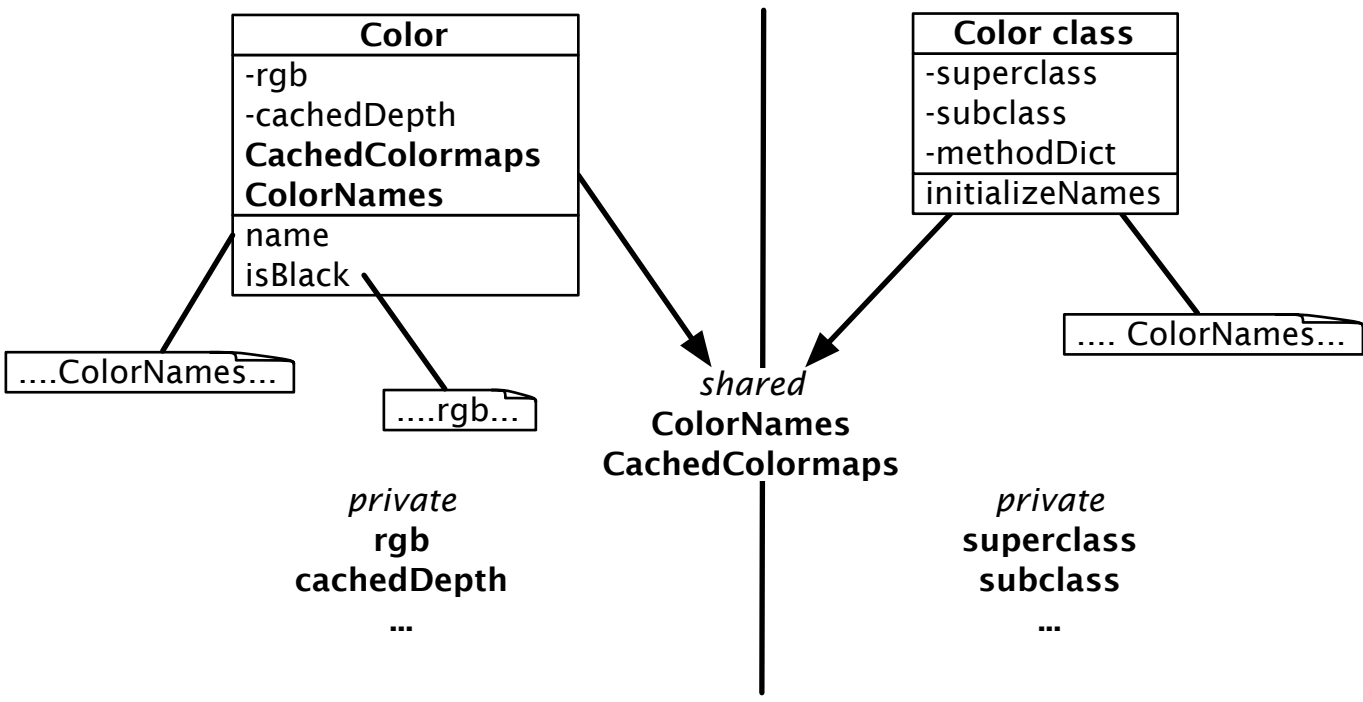 Color
-rgb
-cachedDepth
CachedColormaps
ColorNames
name
isBlack
....ColorNames...
....rgb...
private
rgb
cachedDepth
...
shared
ColorNames
CachedColormaps
Color class
-superclass
-subclass
-methodDict
initializeNames
.... ColorNames...
private
superclass
subclass
...